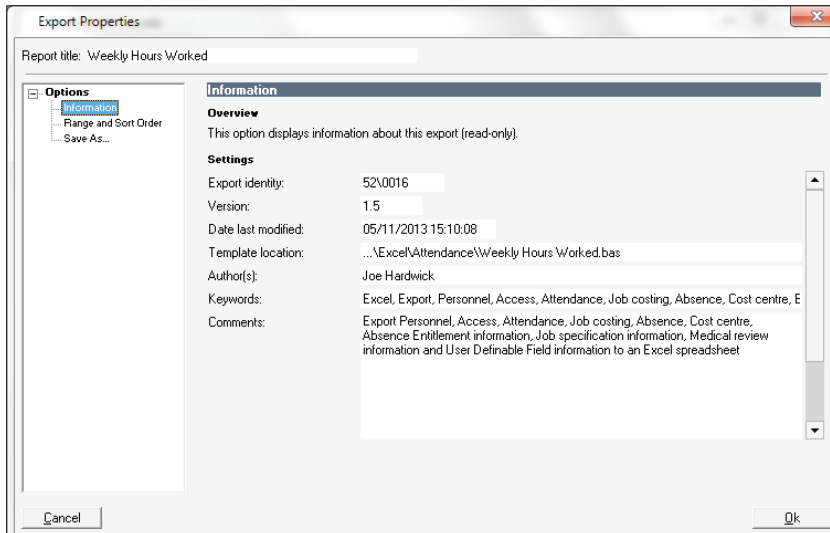 Export Properties
Report title: Weekly Hours Worked
Options
Information
Range and Sort Order
Save As...
Information
Overview
This option displays information about this export (read-only).
Settings
Export identity: 52\0016
Version: 1.5
Date last modified: 05/11/2013 15:10:08
Template location: ...\Excel\Attendance\Weekly Hours Worked.bas
Author(s): Joe Hardwick
Keywords: Excel, Export, Personnel, Access, Attendance, Job costing, Absence, Cost centre, E
Comments: Export Personnel, Access, Attendance, Job costing, Absence, Cost centre,
Absence Entitlement information, Job specification information, Medical review
information and User Definable Field information to an Excel spreadsheet
Cancel
Ok